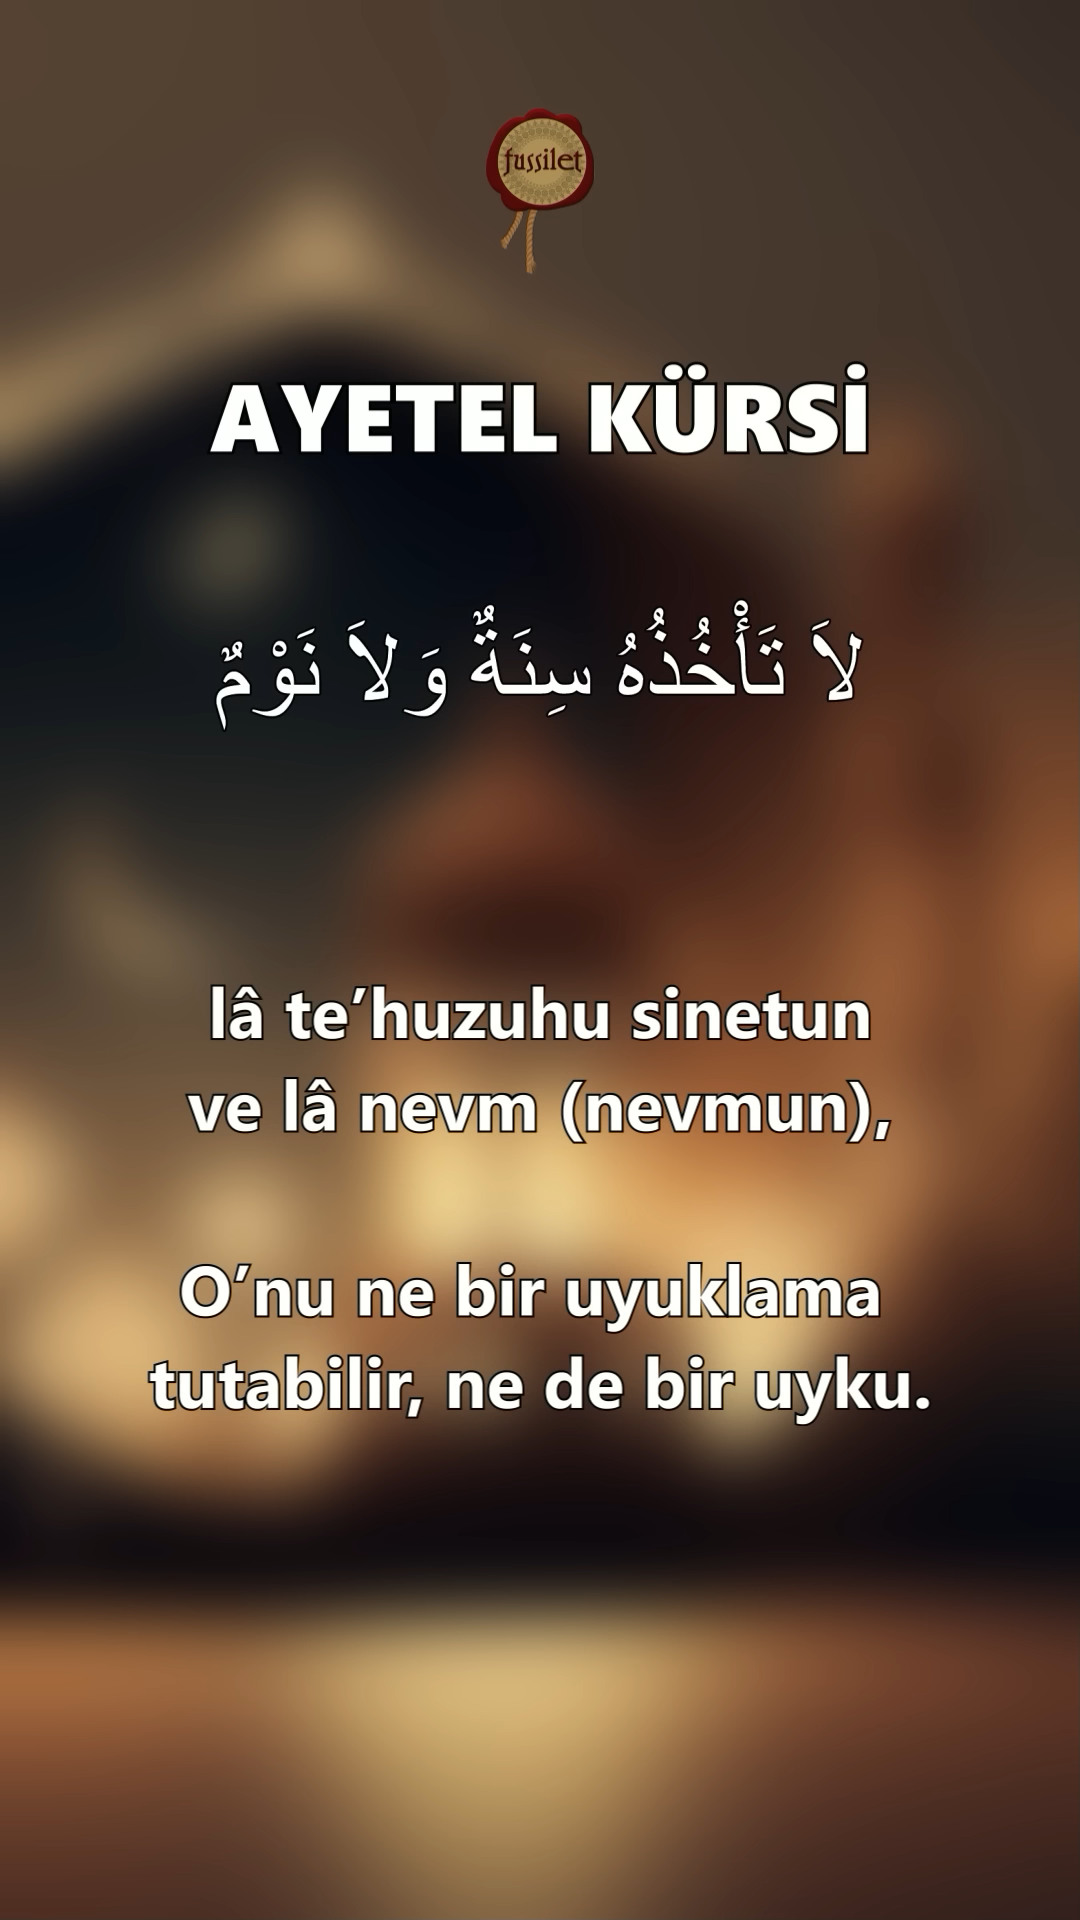 fussilet
AYETEL KÜRSİ
لاَ تَأْخُذُهُ سِنَةٌ وَلاَ نَوْمٌ
lâ te’huzuhu sinetun
ve lâ nevm (nevmun),
O’nu ne bir uyuklama
tutabilir, ne de bir uyku.